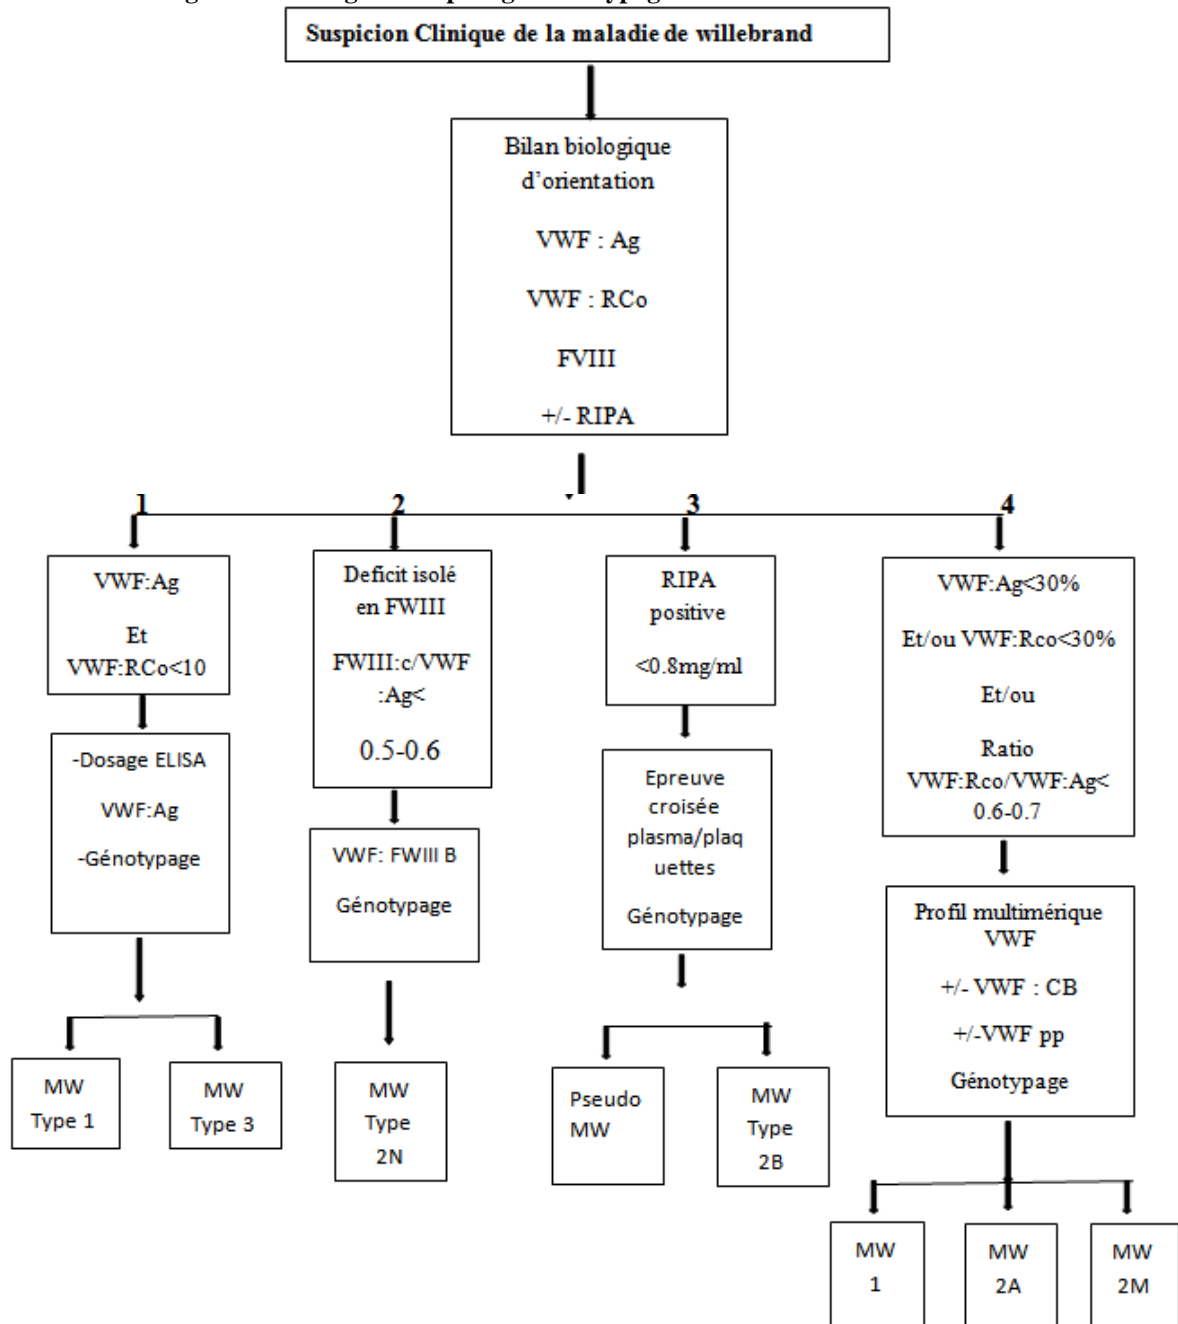 Suspicion Clinique de la maladie de willebrand
Bilan biologique
d'orientation
VWF : Ag
VWF : RCo
FVIII
+/- RIPA
1
2
3
4
VWF:Ag
Et
VWF:RCo<10
-Dosage ELISA
VWF:Ag
-Génotypage
MW
Type 1
MW
Type 3
Deficit isolé
en FWIII
FWIII:c/VWF
:Ag<
0.5-0.6
VWF: FWIII B
Génotypage
MW
Type
2N
RIPA
positive
<0.8mg/ml
Epreuve
croisée
plasma/plaq
uettes
Génotypage
Pseudo
MW
MW
Type
2B
VWF:Ag<30%
Et/ou VWF:Rco<30%
Et/ou
Ratio
VWF:Rco/VWF:Ag<
0.6-0.7
Profil multimérique
VWF
+/- VWF : CB
+/-VWF pp
Génotypage
MW
1
MW
2A
MW
2M